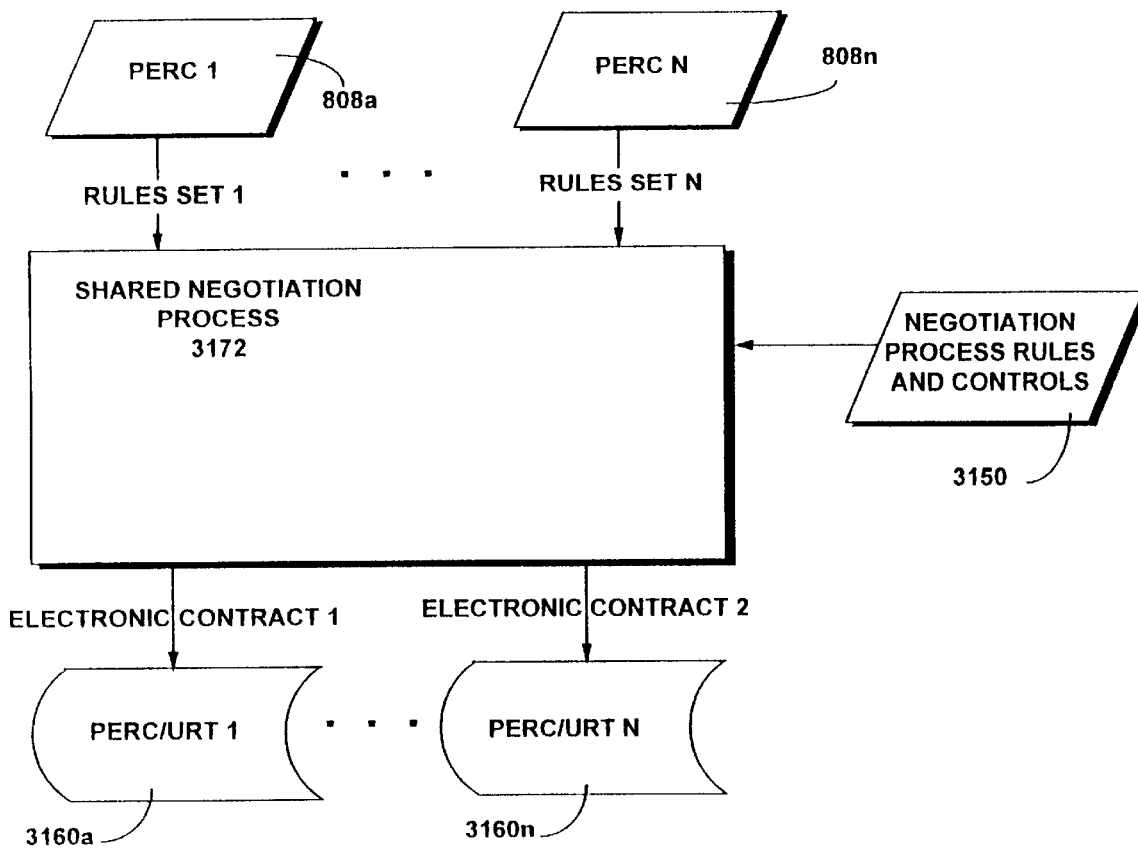 PERC 1
808a
PERC N
808n
RULES SET 1
RULES SET N
SHARED NEGOTIATION
PROCESS
3172
NEGOTIATION
PROCESS RULES
AND CONTROLS
3150
ELECTRONIC CONTRACT 1
ELECTRONIC CONTRACT 2
PERC/URT 1
PERC/URT N
3160a
3160n